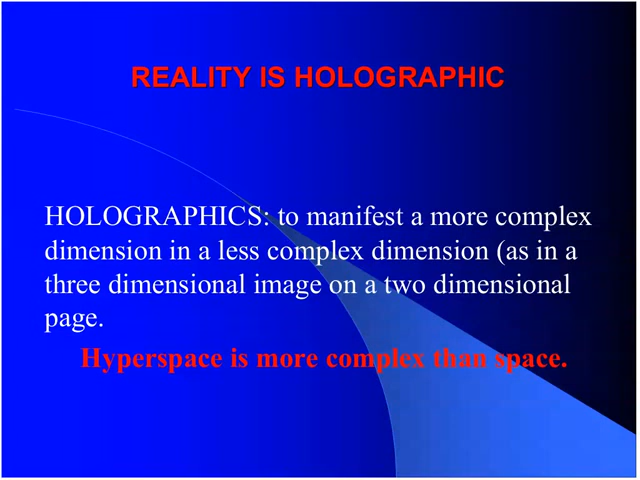 REALITY IS HOLOGRAPHIC
HOLOGRAPHICS: to manifest a more complex
dimension in a less complex dimension (as in a
three dimensional image on a two dimensional
page.
Hyperspace is more complex than space.